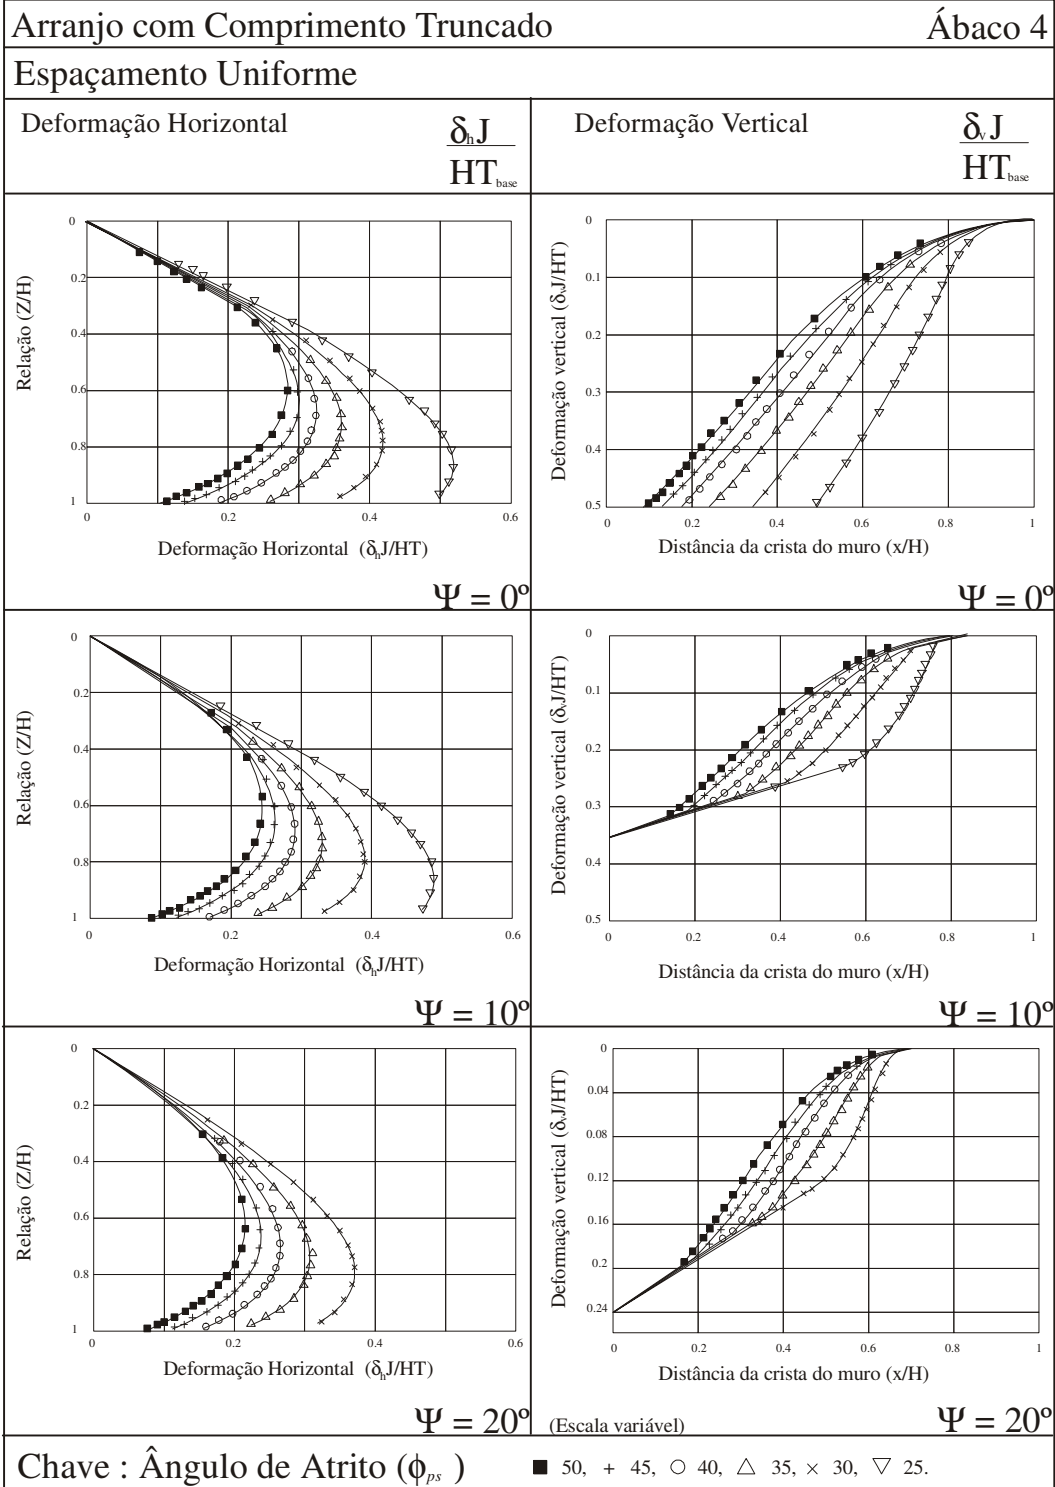 Arranjo com Comprimento Truncado Ábaco 4
Espaçamento Uniforme
Deformação Horizontal δhJ
HTbase
Deformação Vertical δvJ
HTbase
0
0.2
0.4
0.6
0.8
1
Relação (Z/H)
0 0.2 0.4 0.6
Deformação Horizontal (δhJ/HT)
Ψ = 0º
0
0.1
0.2
0.3
0.4
0.5
Deformação vertical (δvJ/HT)
0 0.2 0.4 0.6 0.8 1
Distância da crista do muro (x/H)
Ψ = 0º
0
0.2
0.4
0.6
0.8
1
Relação (Z/H)
0 0.2 0.4 0.6
Deformação Horizontal (δhJ/HT)
Ψ = 10º
0
0.1
0.2
0.3
0.4
0.5
Deformação vertical (δvJ/HT)
0 0.2 0.4 0.6 0.8 1
Distância da crista do muro (x/H)
Ψ = 10º
0
0.2
0.4
0.6
0.8
1
Relação (Z/H)
0 0.2 0.4 0.6
Deformação Horizontal (δhJ/HT)
Ψ = 20º
0
0.04
0.08
0.12
0.16
0.2
0.24
Deformação vertical (δvJ/HT)
0 0.2 0.4 0.6 0.8 1
Distância da crista do muro (x/H)
(Escala variável) Ψ = 20º
Chave : Ângulo de Atrito (ϕps ) ■ 50, + 45, ○ 40, △ 35, × 30, ▽ 25.